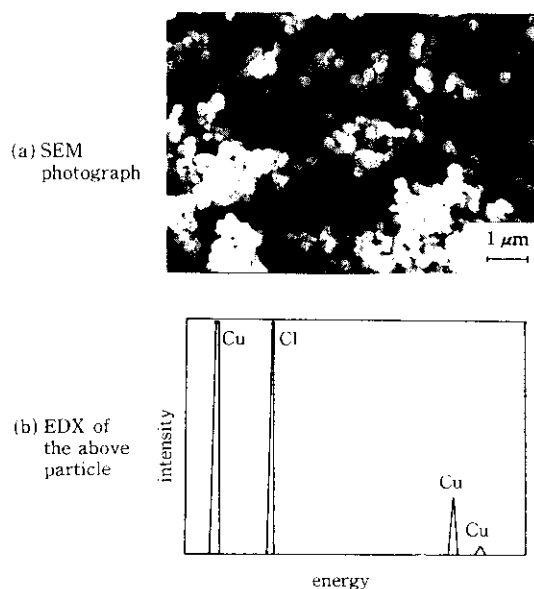 (a) SEM
photograph
1 μm
Cu
Cl
(b) EDX of
the above
particle
intensity
Cu
Cu
energy